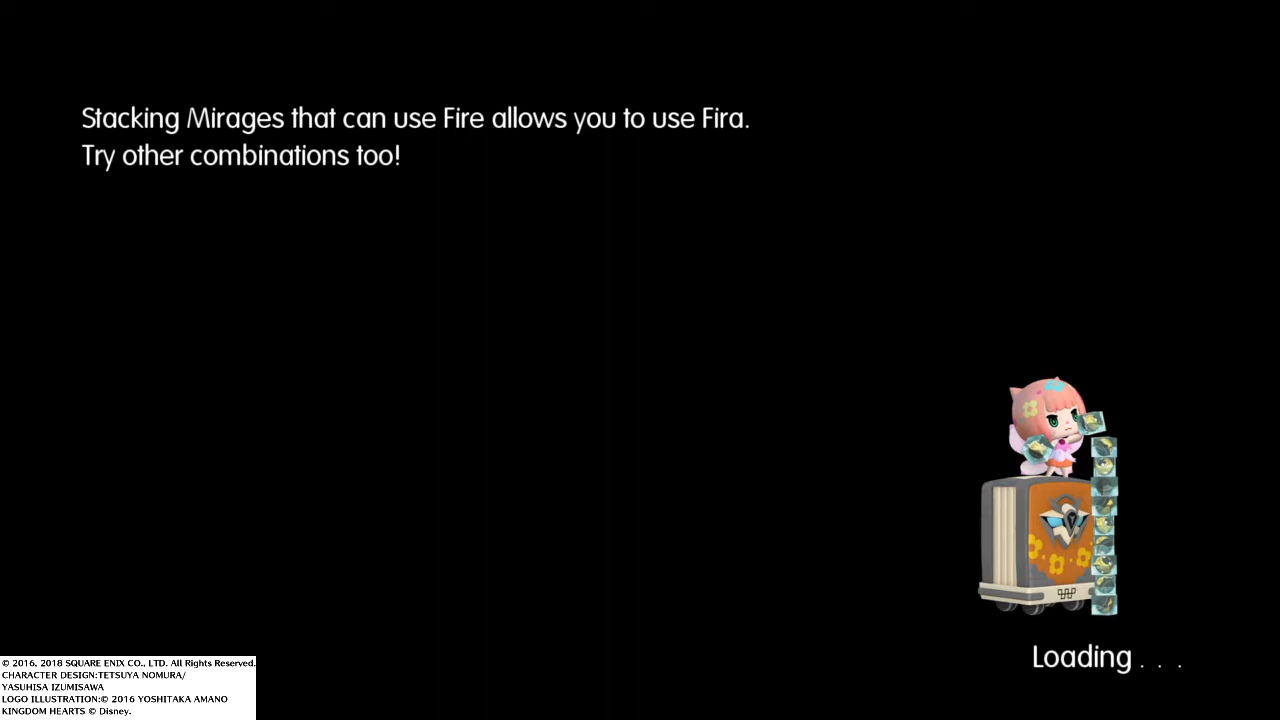 Stacking Mirages that can use Fire allows you to use Fira.
Try other combinations too!
Loading . . .
© 2016, 2018 SQUARE ENIX CO., LTD. All Rights Reserved.
CHARACTER DESIGN:TETSUYA NOMURA/
YASUHISA IZUMISAWA
LOGO ILLUSTRATION:© 2016 YOSHITAKA AMANO
KINGDOM HEARTS © Disney.